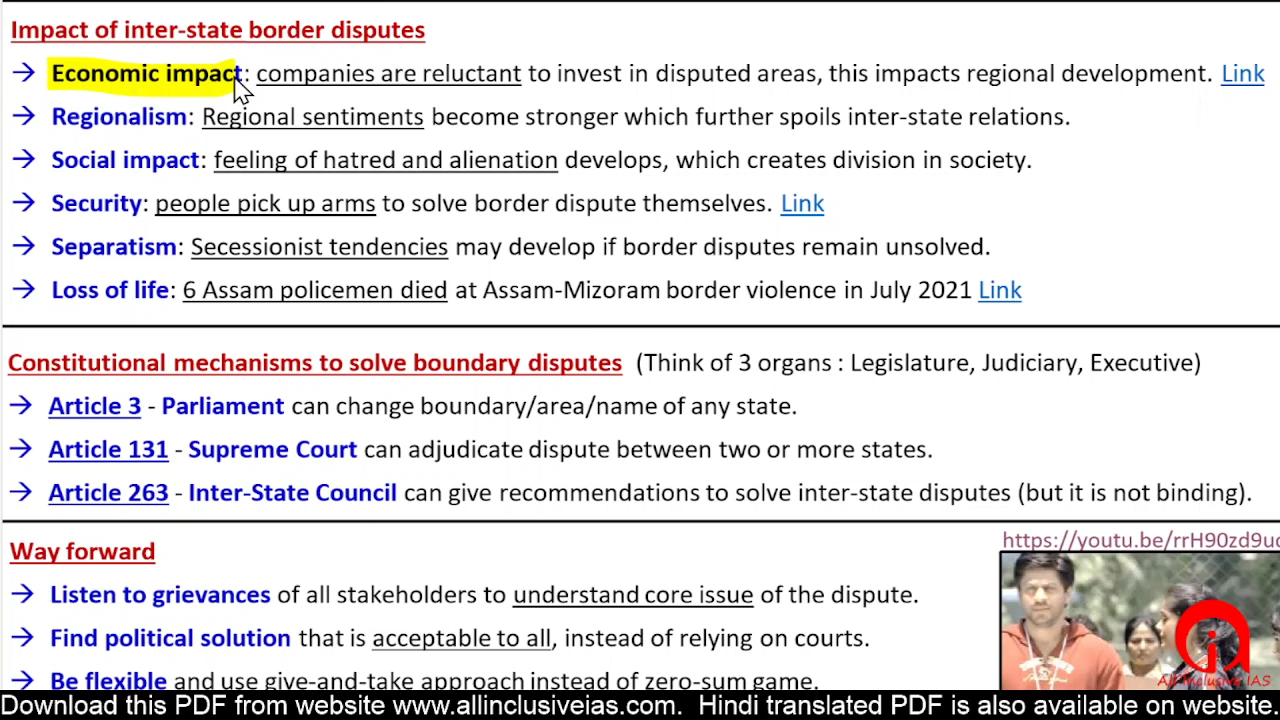 Impact of inter-state border disputes
→ Economic impact: companies are reluctant to invest in disputed areas, this impacts regional development. Link
→ Regionalism: Regional sentiments become stronger which further spoils inter-state relations.
→ Social impact: feeling of hatred and alienation develops, which creates division in society.
→ Security: people pick up arms to solve border dispute themselves. Link
→ Separatism: Secessionist tendencies may develop if border disputes remain unsolved.
→ Loss of life: 6 Assam policemen died at Assam-Mizoram border violence in July 2021 Link
Constitutional mechanisms to solve boundary disputes (Think of 3 organs : Legislature, Judiciary, Executive)
→ Article 3 - Parliament can change boundary/area/name of any state.
→ Article 131 - Supreme Court can adjudicate dispute between two or more states.
→ Article 263 - Inter-State Council can give recommendations to solve inter-state disputes (but it is not binding).
Way forward
https://youtu.be/rrH90zd9u
→ Listen to grievances of all stakeholders to understand core issue of the dispute.
→ Find political solution that is acceptable to all, instead of relying on courts.
→ Be flexible and use give-and-take approach instead of zero-sum game.
All Inclusive IAS
Download this PDF from website www.allinclusiveias.com. Hindi translated PDF is also available on website.